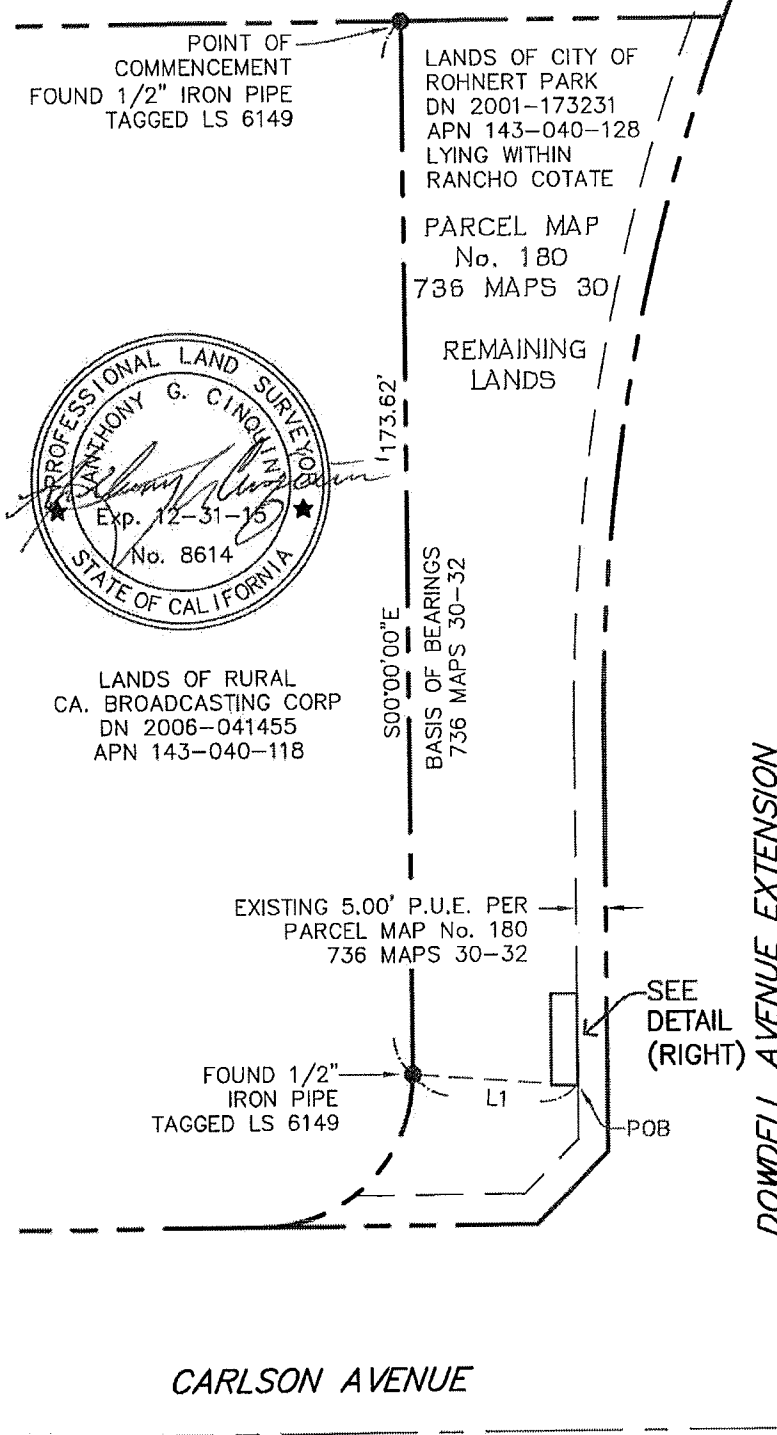 POINT OF
COMMENCEMENT
FOUND 1/2" IRON PIPE
TAGGED LS 6149
LANDS OF CITY OF
ROHNERT PARK
DN 2001-173231
APN 143-040-128
LYING WITHIN
RANCHO COTATE
PARCEL MAP
No. 180
736 MAPS 30
REMAINING
LANDS
PROFESSIONAL LAND SURVEYOR
ANTHONY G. CINQUINI
Exp. 12-31-15
No. 8614
STATE OF CALIFORNIA
173.62'
S00°00'00"E
BASIS OF BEARINGS
736 MAPS 30-32
LANDS OF RURAL
CA. BROADCASTING CORP
DN 2006-041455
APN 143-040-118
EXISTING 5.00' P.U.E. PER
PARCEL MAP No. 180
736 MAPS 30-32
SEE
DETAIL
(RIGHT)
FOUND 1/2"
IRON PIPE
TAGGED LS 6149
L1
POB
DOWDELL AVENUE EXTENSION
CARLSON AVENUE